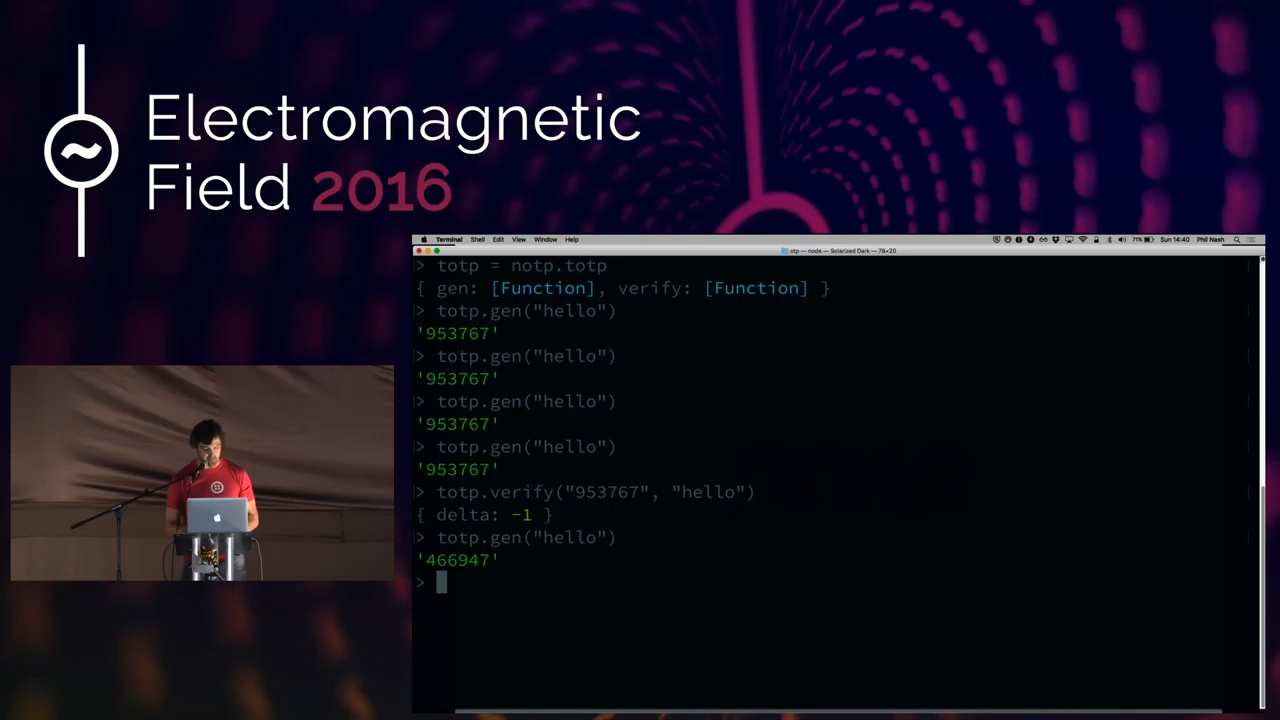 Electromagnetic
Field 2016
Terminal Shell Edit View Window Help
71% Sun 14:40 Phil Nash
otp — node — Solarized Dark — 78×20
> totp = notp.totp
{ gen: [Function], verify: [Function] }
> totp.gen("hello")
'953767'
> totp.gen("hello")
'953767'
> totp.gen("hello")
'953767'
> totp.gen("hello")
'953767'
> totp.verify("953767", "hello")
{ delta: -1 }
> totp.gen("hello")
'466947'
>